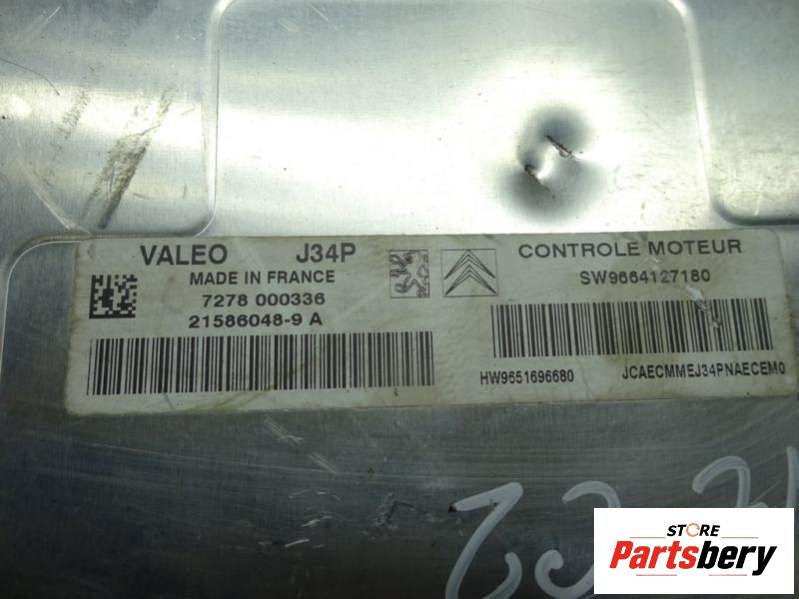 VALEO J34P
MADE IN FRANCE
7278 000336
21586048-9 A
CONTROLE MOTEUR
SW9664127180
HW9651696680 JCAECMMEJ34PNAECEM0
STORE
Partsbery